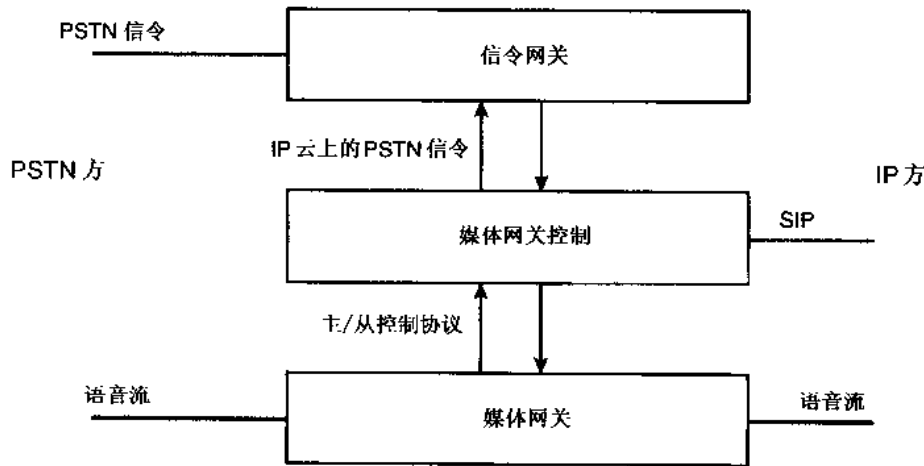 PSTN 信令
信令网关
IP 云上的PSTN 信令
PSTN 方
IP 方
媒体网关控制
SIP
主/从控制协议
语音流
媒体网关
语音流